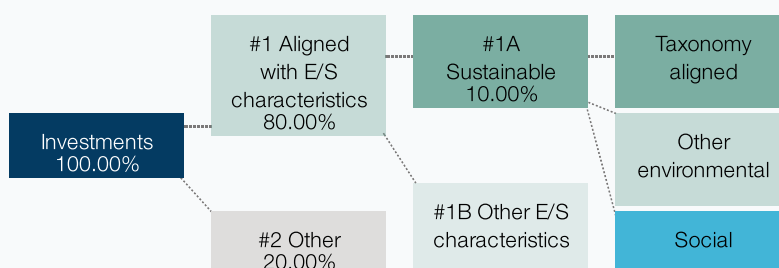 #1 Aligned
with E/S
characteristics
80.00%
#1A
Sustainable
10.00%
Taxonomy
aligned
Investments
100.00%
Other
environmental
#2 Other
20.00%
#1B Other E/S
characteristics
Social